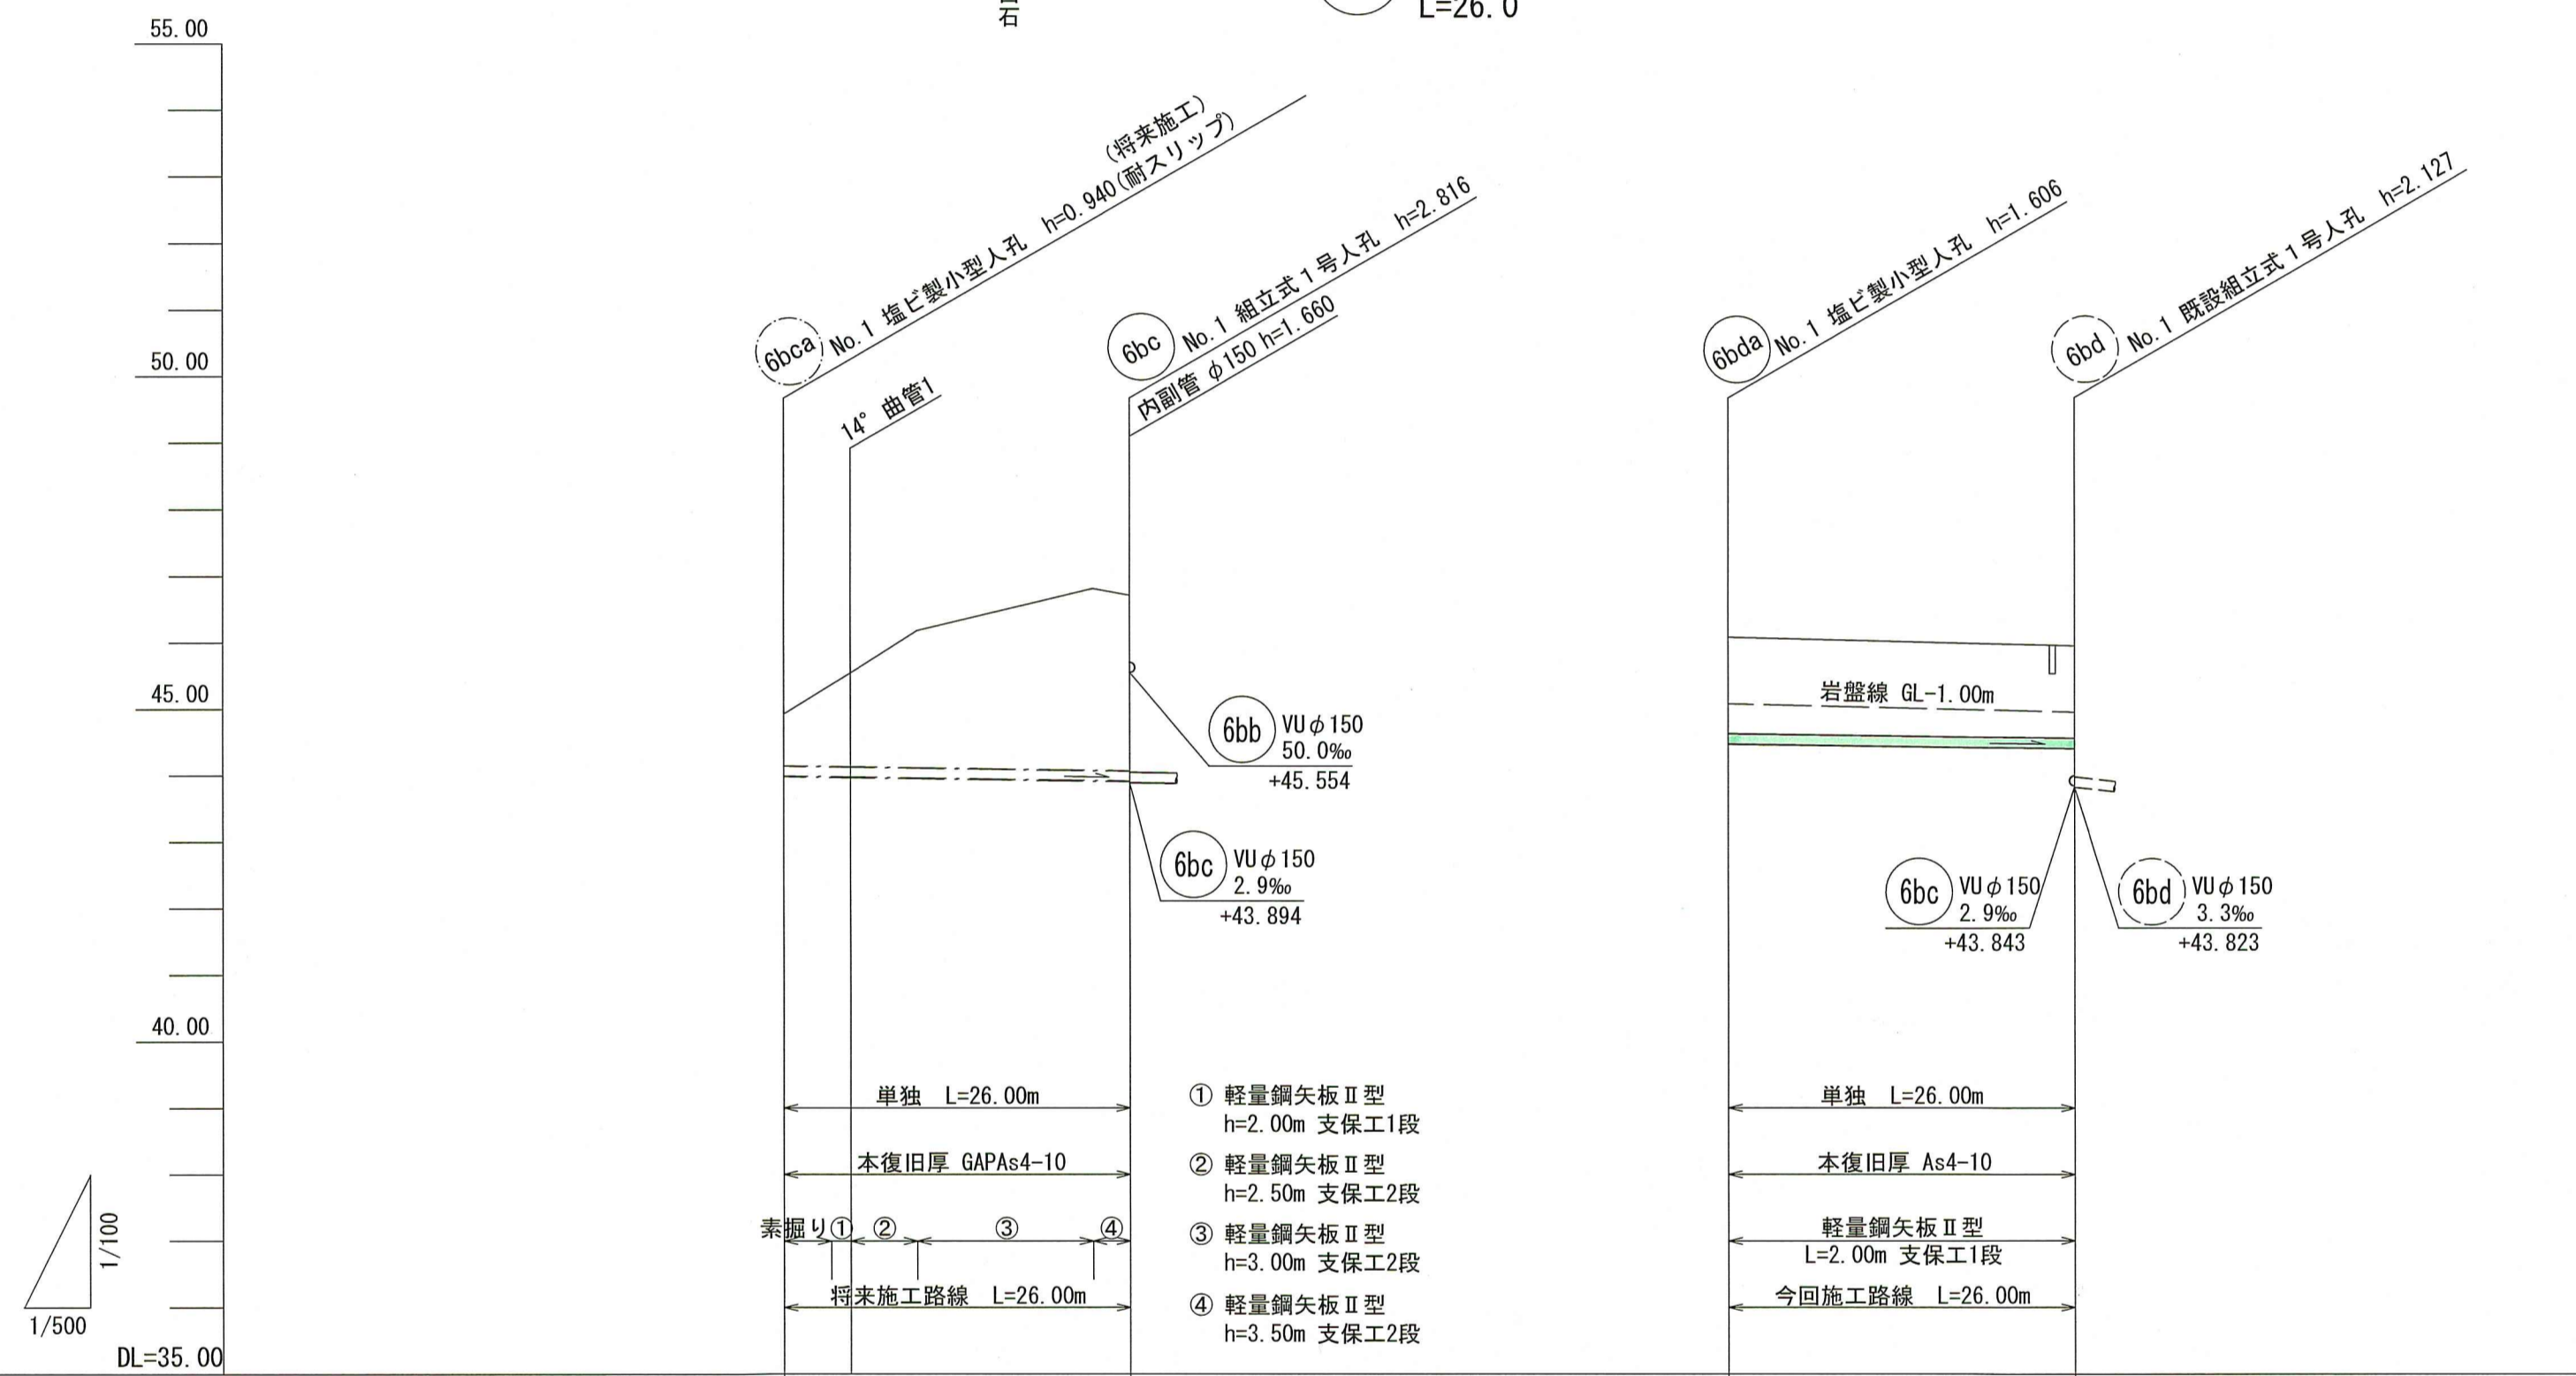 石
L=26.0
55.00
50.00
45.00
40.00
DL=35.00
1/100
1/500
6bca
No.1 塩ビ製小型人孔 h=0.940(耐スリップ)
(将来施工)
14° 曲管1
6bc
No.1 組立式1号人孔 h=2.816
内副管 φ150 h=1.660
6bb
VUφ150
50.0‰
+45.554
6bc
VUφ150
2.9‰
+43.894
単独 L=26.00m
本復旧厚 GAPAs4-10
素掘り ① ② ③ ④
将来施工路線 L=26.00m
① 軽量鋼矢板Ⅱ型
h=2.00m 支保工1段
② 軽量鋼矢板Ⅱ型
h=2.50m 支保工2段
③ 軽量鋼矢板Ⅱ型
h=3.00m 支保工2段
④ 軽量鋼矢板Ⅱ型
h=3.50m 支保工2段
6bda
No.1 塩ビ製小型人孔 h=1.606
6bd
No.1 既設組立式1号人孔 h=2.127
岩盤線 GL-1.00m
6bc
VUφ150
2.9‰
+43.843
6bd
VUφ150
3.3‰
+43.823
単独 L=26.00m
本復旧厚 As4-10
軽量鋼矢板Ⅱ型
L=2.00m 支保工1段
今回施工路線 L=26.00m